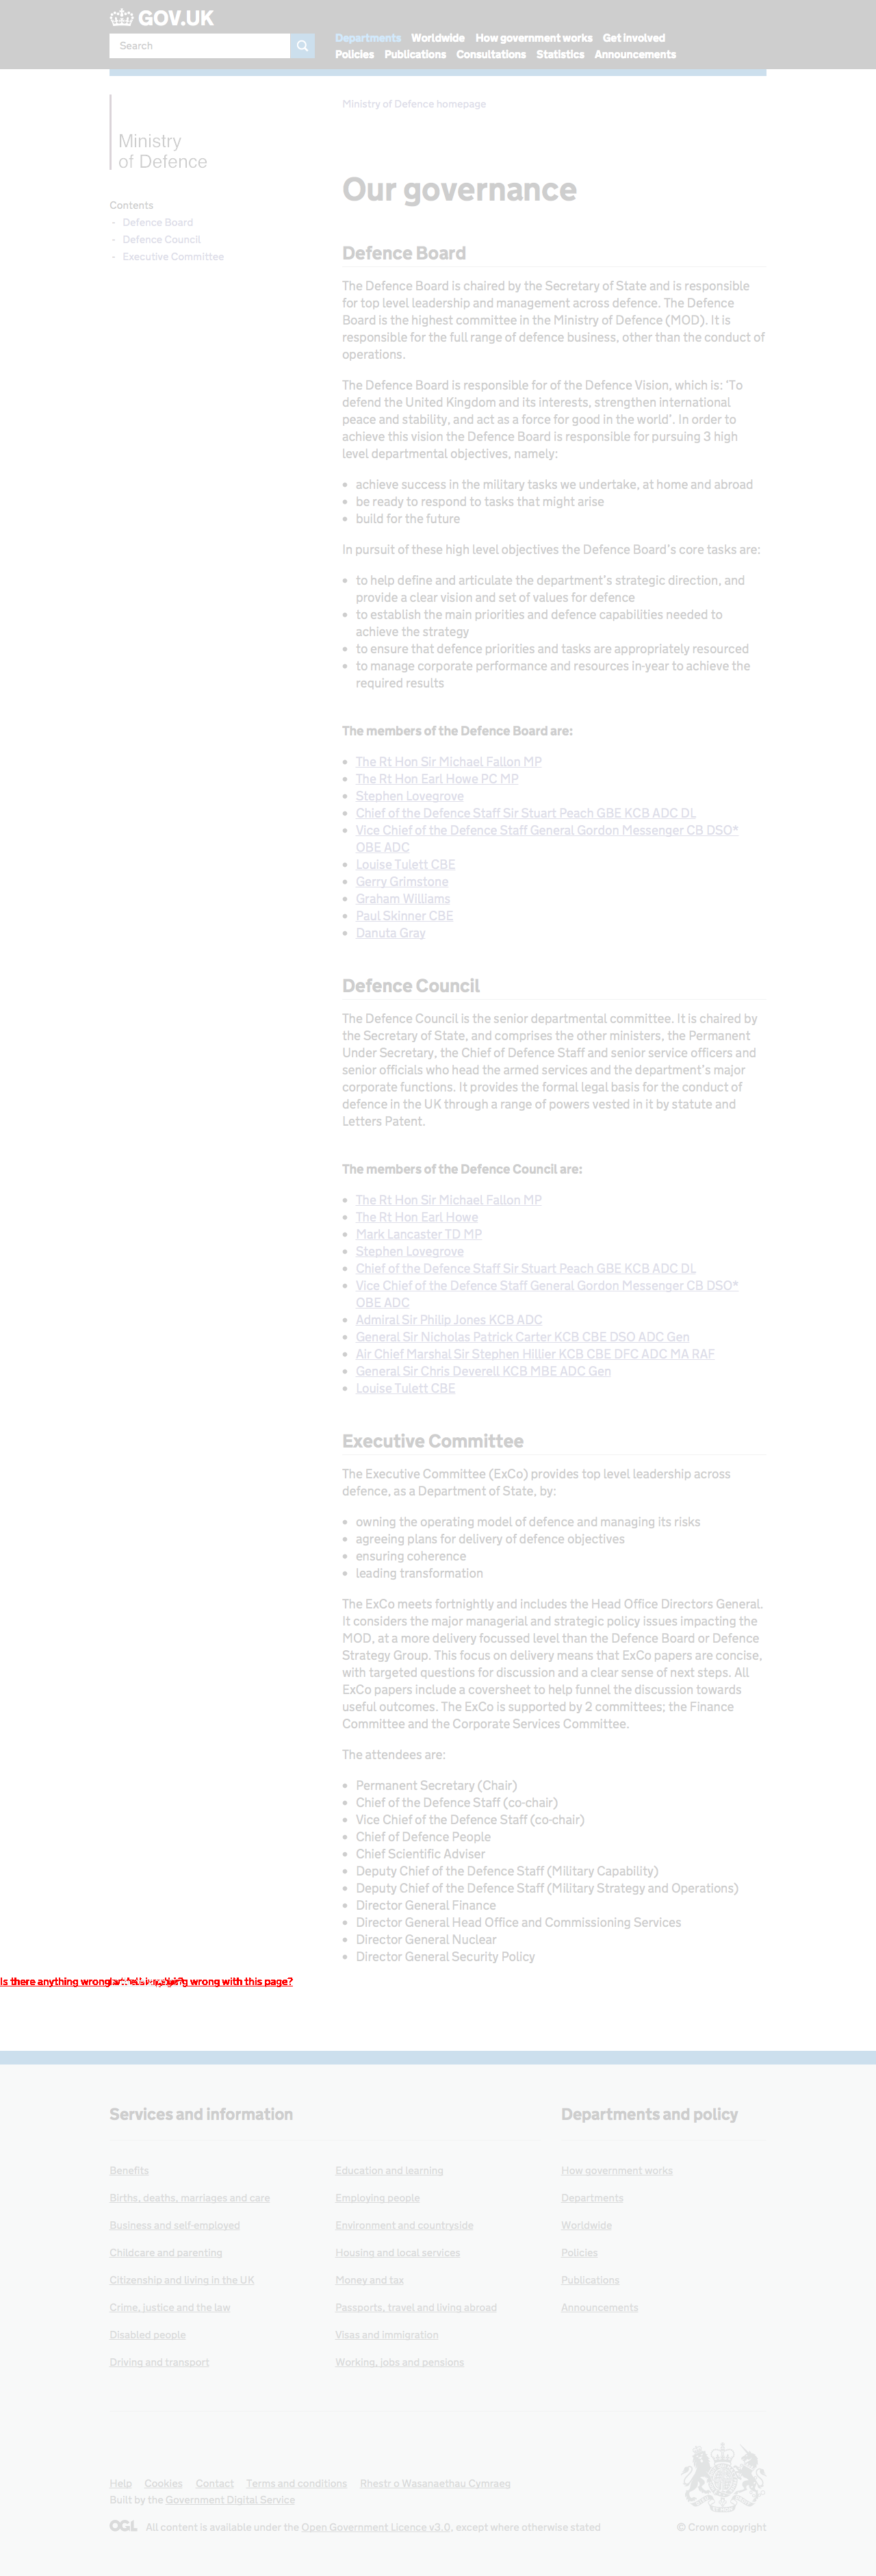 GOV.UK
Search
Departments Worldwide How government works Get involved
Policies Publications Consultations Statistics Announcements
Ministry of Defence homepage
Ministry
of Defence
Our governance
Contents
- Defence Board
- Defence Council
- Executive Committee
Defence Board
The Defence Board is chaired by the Secretary of State and is responsible
for top level leadership and management across defence. The Defence
Board is the highest committee in the Ministry of Defence (MOD). It is
responsible for the full range of defence business, other than the conduct of
operations.
The Defence Board is responsible for of the Defence Vision, which is: ‘To
defend the United Kingdom and its interests, strengthen international
peace and stability, and act as a force for good in the world’. In order to
achieve this vision the Defence Board is responsible for pursuing 3 high
level departmental objectives, namely:
• achieve success in the military tasks we undertake, at home and abroad
• be ready to respond to tasks that might arise
• build for the future
In pursuit of these high level objectives the Defence Board’s core tasks are:
• to help define and articulate the department’s strategic direction, and
provide a clear vision and set of values for defence
• to establish the main priorities and defence capabilities needed to
achieve the strategy
• to ensure that defence priorities and tasks are appropriately resourced
• to manage corporate performance and resources in-year to achieve the
required results
The members of the Defence Board are:
• The Rt Hon Sir Michael Fallon MP
• The Rt Hon Earl Howe PC MP
• Stephen Lovegrove
• Chief of the Defence Staff Sir Stuart Peach GBE KCB ADC DL
• Vice Chief of the Defence Staff General Gordon Messenger CB DSO*
OBE ADC
• Louise Tulett CBE
• Gerry Grimstone
• Graham Williams
• Paul Skinner CBE
• Danuta Gray
Defence Council
The Defence Council is the senior departmental committee. It is chaired by
the Secretary of State, and comprises the other ministers, the Permanent
Under Secretary, the Chief of Defence Staff and senior service officers and
senior officials who head the armed services and the department’s major
corporate functions. It provides the formal legal basis for the conduct of
defence in the UK through a range of powers vested in it by statute and
Letters Patent.
The members of the Defence Council are:
• The Rt Hon Sir Michael Fallon MP
• The Rt Hon Earl Howe
• Mark Lancaster TD MP
• Stephen Lovegrove
• Chief of the Defence Staff Sir Stuart Peach GBE KCB ADC DL
• Vice Chief of the Defence Staff General Gordon Messenger CB DSO*
OBE ADC
• Admiral Sir Philip Jones KCB ADC
• General Sir Nicholas Patrick Carter KCB CBE DSO ADC Gen
• Air Chief Marshal Sir Stephen Hillier KCB CBE DFC ADC MA RAF
• General Sir Chris Deverell KCB MBE ADC Gen
• Louise Tulett CBE
Executive Committee
The Executive Committee (ExCo) provides top level leadership across
defence, as a Department of State, by:
• owning the operating model of defence and managing its risks
• agreeing plans for delivery of defence objectives
• ensuring coherence
• leading transformation
The ExCo meets fortnightly and includes the Head Office Directors General.
It considers the major managerial and strategic policy issues impacting the
MOD, at a more delivery focussed level than the Defence Board or Defence
Strategy Group. This focus on delivery means that ExCo papers are concise,
with targeted questions for discussion and a clear sense of next steps. All
ExCo papers include a coversheet to help funnel the discussion towards
useful outcomes. The ExCo is supported by 2 committees; the Finance
Committee and the Corporate Services Committee.
The attendees are:
• Permanent Secretary (Chair)
• Chief of the Defence Staff (co-chair)
• Vice Chief of the Defence Staff (co-chair)
• Chief of Defence People
• Chief Scientific Adviser
• Deputy Chief of the Defence Staff (Military Capability)
• Deputy Chief of the Defence Staff (Military Strategy and Operations)
• Director General Finance
• Director General Head Office and Commissioning Services
• Director General Nuclear
• Director General Security Policy
Is there anything wrong wrong with this page?
Services and information Departments and policy
Benefits Education and learning How government works
Births, deaths, marriages and care Employing people Departments
Business and self-employed Environment and countryside Worldwide
Childcare and parenting Housing and local services Policies
Citizenship and living in the UK Money and tax Publications
Crime, justice and the law Passports, travel and living abroad Announcements
Disabled people Visas and immigration
Driving and transport Working, jobs and pensions
Help Cookies Contact Terms and conditions Rhestr o Wasanaethau Cymraeg
Built by the Government Digital Service
OGL All content is available under the Open Government Licence v3.0, except where otherwise stated © Crown copyright